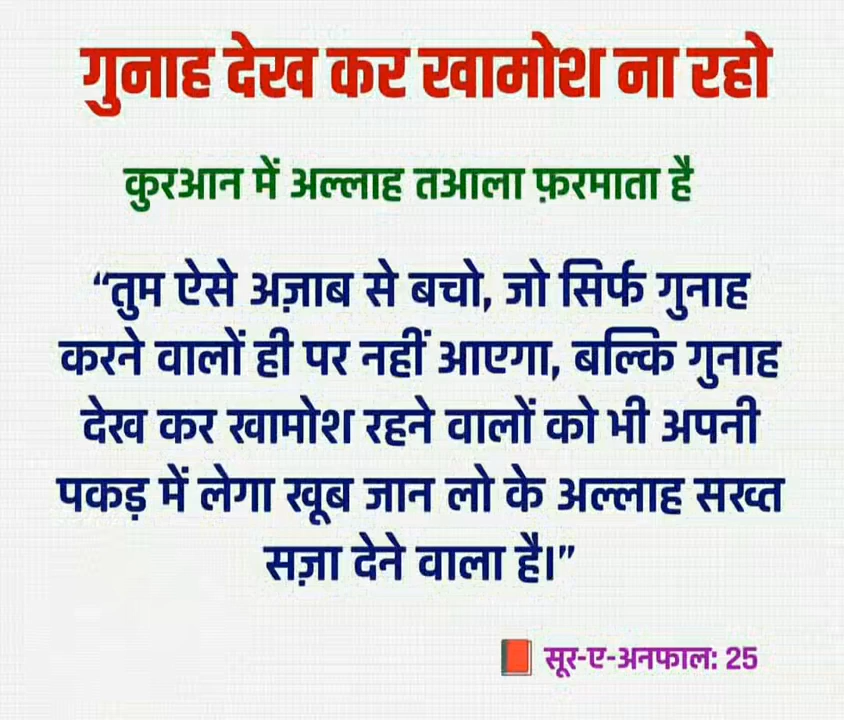 गुनाह देख कर खामोश ना रहो
कुरआन में अल्लाह तआला फ़रमाता है
“तुम ऐसे अज़ाब से बचो, जो सिर्फ गुनाह
करने वालों ही पर नहीं आएगा, बल्कि गुनाह
देख कर खामोश रहने वालों को भी अपनी
पकड़ में लेगा खूब जान लो के अल्लाह सख्त
सज़ा देने वाला है।”
सूर-ए-अनफाल: 25